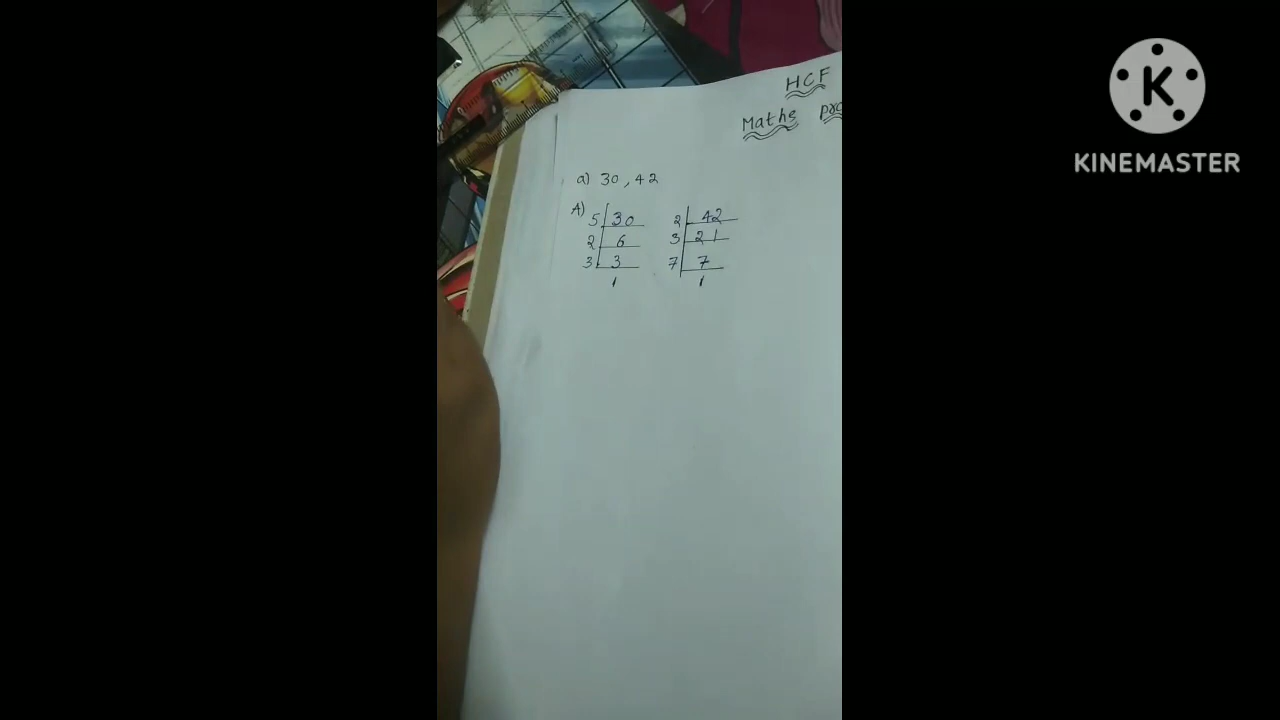 HCF
Maths
a) 30, 42
A) 5 30 2 42
2 6 3 21
3 3 7 7
1 1
K
KINEMASTER